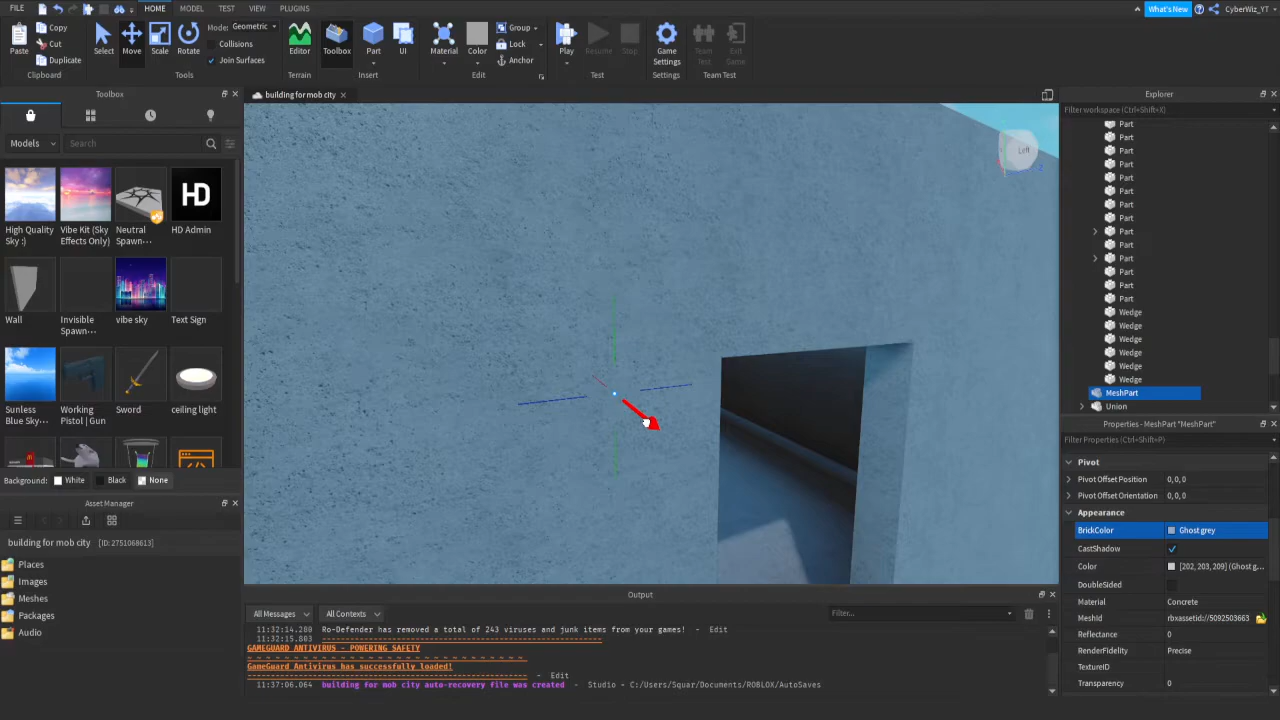 FILE HOME MODEL TEST VIEW PLUGINS What's New CyberWiz_YT
Copy Cut Duplicate Paste Clipboard
Select Move Scale Rotate Mode: Geometric Collisions Join Surfaces Tools
Editor Terrain Toolbox Part UI Insert
Material Color Group Lock Anchor Edit
Play Resume Stop Test Game Settings Settings Team Test Exit Game Team Test
Toolbox
building for mob city
Explorer
Filter workspace (Ctrl+Shift+X)
Models Search
HD
High Quality Sky :)
Vibe Kit (Sky Effects Only)
Neutral Spawn...
HD Admin
Wall
Invisible Spawn...
vibe sky
Text Sign
Sunless Blue Sky...
Working Pistol | Gun
Sword
ceiling light
Background: White Black None
Asset Manager
building for mob city [ID:2751068613]
Places
Images
Meshes
Packages
Audio
Left
Part
Part
Part
Part
Part
Part
Part
Part
Part
Part
Part
Part
Part
Part
Wedge
Wedge
Wedge
Wedge
Wedge
Wedge
MeshPart
Union
Properties - MeshPart "MeshPart"
Filter Properties (Ctrl+Shift+P)
Pivot
Pivot Offset Position 0, 0, 0
Pivot Offset Orientation 0, 0, 0
Appearance
BrickColor Ghost grey
CastShadow
Color [202, 203, 209] (Ghost g...
DoubleSided
Material Concrete
MeshId rbxassetid://5092503663
Reflectance 0
RenderFidelity Precise
TextureID
Transparency 0
Output
All Messages All Contexts Filter...
11:32:14.200 Ro-Defender has removed a total of 243 viruses and junk items from your games! - Edit
11:32:15.803
GAMEGUARD ANTIVIRUS - POWERING SAFETY
GameGuard Antivirus has successfully loaded!
- Edit
11:37:06.064 building for mob city auto-recovery file was created - Studio - C:/Users/Squar/Documents/ROBLOX/AutoSaves